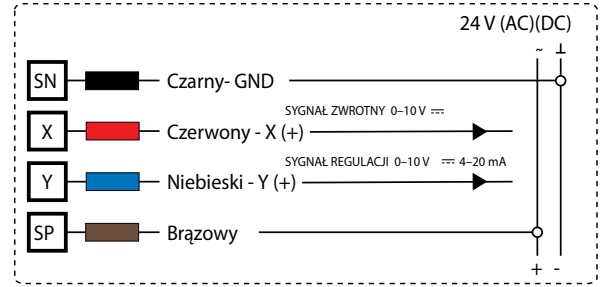 24 V (AC)(DC)
~ ⊥
SN Czarny- GND
SYGNAŁ ZWROTNY 0–10 V ⎓
X Czerwony - X (+)
SYGNAŁ REGULACJI 0–10 V ⎓ 4–20 mA
Y Niebieski - Y (+)
SP Brązowy
+ -